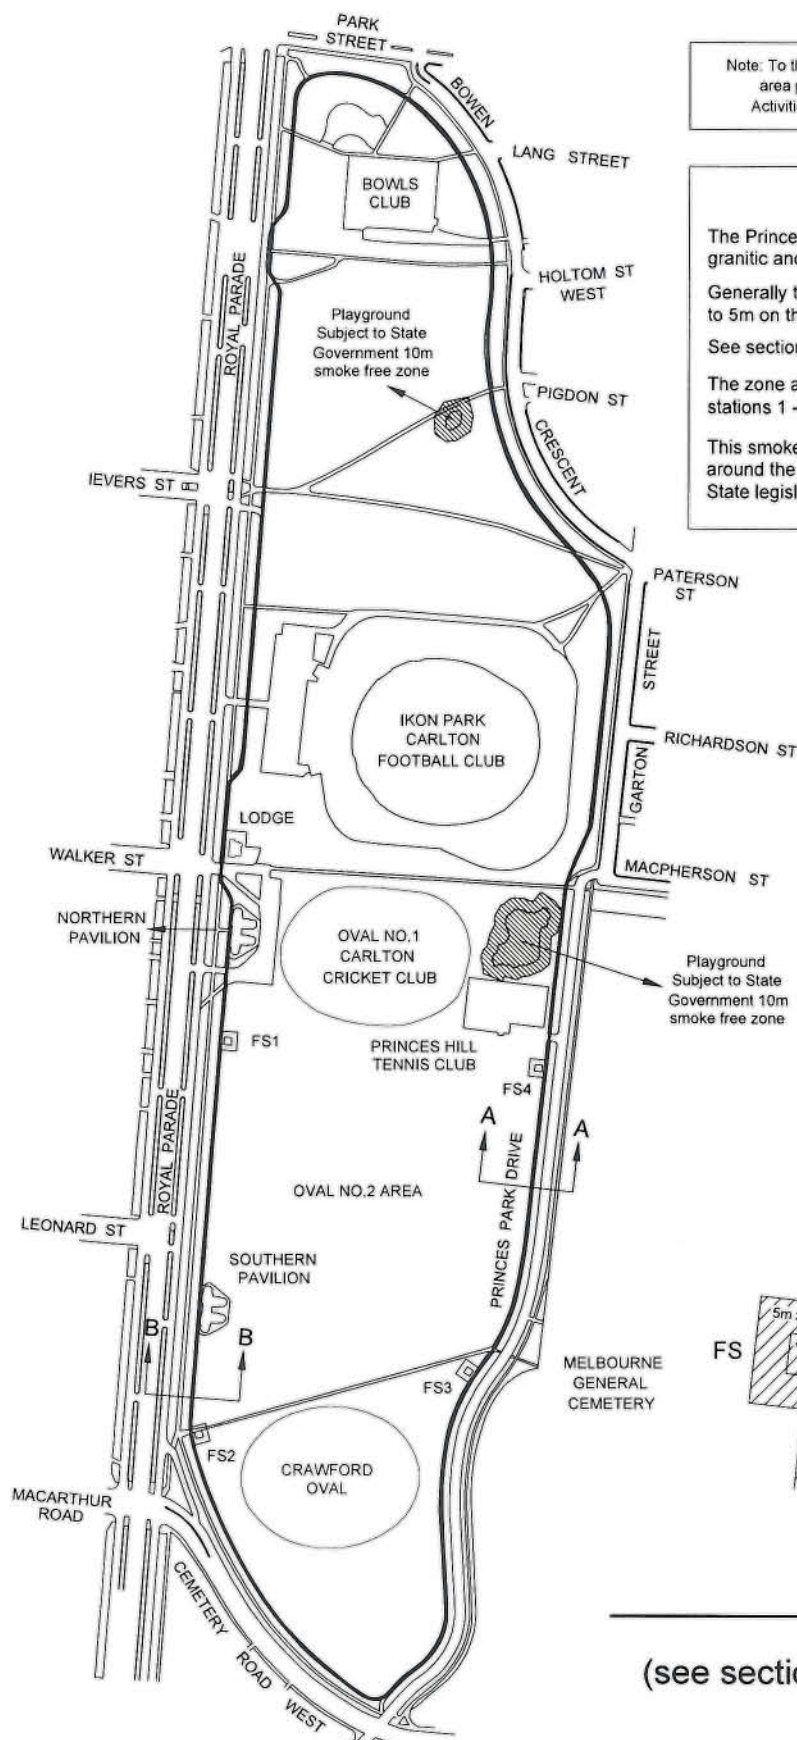 PARK
STREET
BOWEN
LANG STREET
Note: To th
area p
Activiti
BOWLS
CLUB
ROYAL PARADE
HOLTOM ST
WEST
The Prince
granitic and
Generally t
to 5m on th
See section
The zone a
stations 1 -
This smoke
around the
State legisl
Playground
Subject to State
Government 10m
smoke free zone
PIGDON ST
CRESCENT
IEVERS ST
PATERSON
ST
STREET
IKON PARK
CARLTON
FOOTBALL CLUB
RICHARDSON ST
GARTON
LODGE
WALKER ST
MACPHERSON ST
NORTHERN
PAVILION
OVAL NO.1
CARLTON
CRICKET CLUB
Playground
Subject to State
Government 10m
smoke free zone
FS1
PRINCES HILL
TENNIS CLUB
FS4
A
A
ROYAL PARADE
PRINCES PARK DRIVE
OVAL NO.2 AREA
LEONARD ST
SOUTHERN
PAVILION
B
B
5m
FS
MELBOURNE
GENERAL
CEMETERY
FS3
FS2
CRAWFORD
OVAL
MACARTHUR
ROAD
CEMETERY
ROAD
WEST
(see sectio